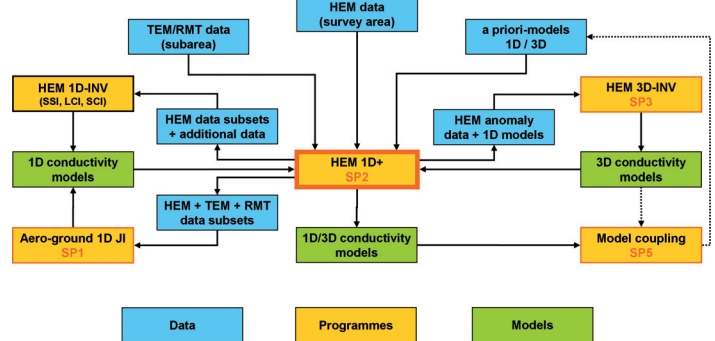 HEM data
(survey area)
TEM/RMT data
(subarea)
a priori-models
1D / 3D
HEM 1D-INV
(SSI, LCI, SCI)
HEM 3D-INV
SP3
HEM data subsets
+ additional data
HEM anomaly
data + 1D models
1D conductivity
models
HEM 1D+
SP2
3D conductivity
models
HEM + TEM + RMT
data subsets
Aero-ground 1D JI
SP1
1D/3D conductivity
models
Model coupling
SP5
Data
Programmes
Models